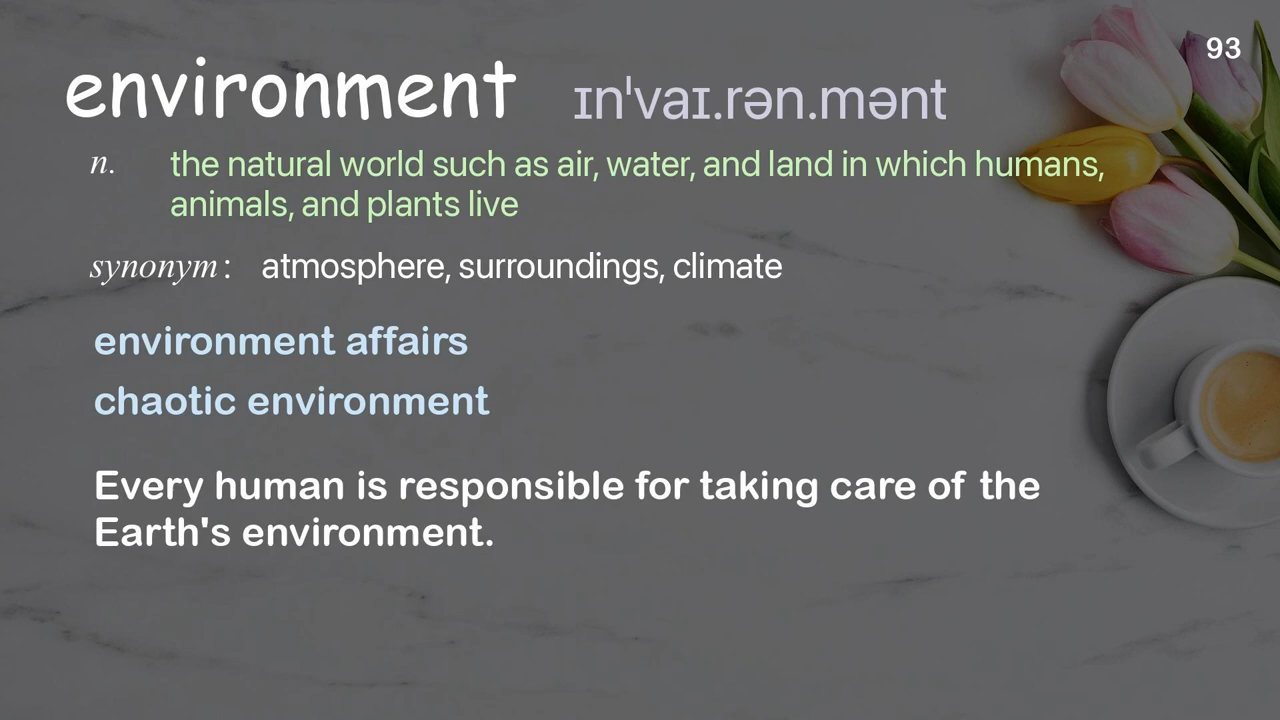 93
environment ɪnˈvaɪ.rən.mənt
n. the natural world such as air, water, and land in which humans,
animals, and plants live
synonym: atmosphere, surroundings, climate
environment affairs
chaotic environment
Every human is responsible for taking care of the
Earth's environment.